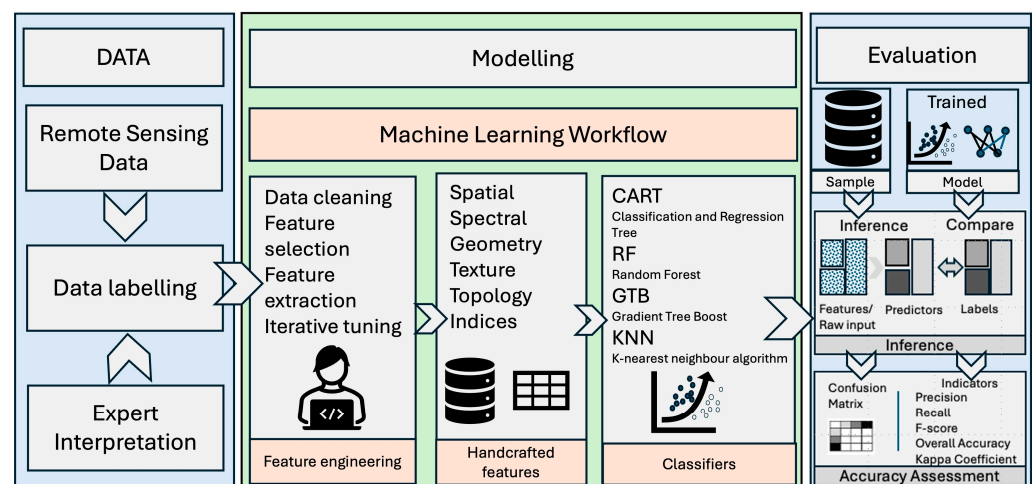 DATA
Remote Sensing
Data
Data labelling
Expert
Interpretation
Modelling
Machine Learning Workflow
Data cleaning
Feature
selection
Feature
extraction
Iterative tuning
</>
Feature engineering
Spatial
Spectral
Geometry
Texture
Topology
Indices
Handcrafted
features
CART
Classification and Regression
Tree
RF
Random Forest
GTB
Gradient Tree Boost
KNN
K-nearest neighbour algorithm
Classifiers
Evaluation
Sample
Trained
Model
Inference
Compare
Features/
Raw input
Predictors
Labels
Inference
Confusion
Matrix
Indicators
Precision
Recall
F-score
Overall Accuracy
Kappa Coefficient
Accuracy Assessment